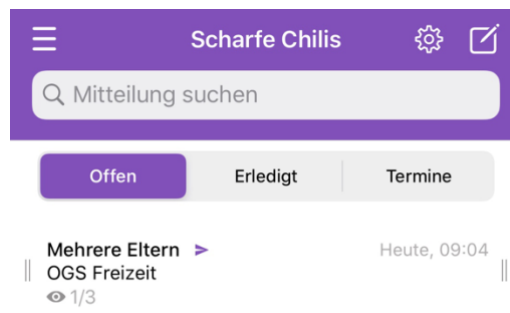 Scharfe Chilis
Mitteilung suchen
Offen Erledigt Termine
Mehrere Eltern Heute, 09:04
OGS Freizeit
1/3